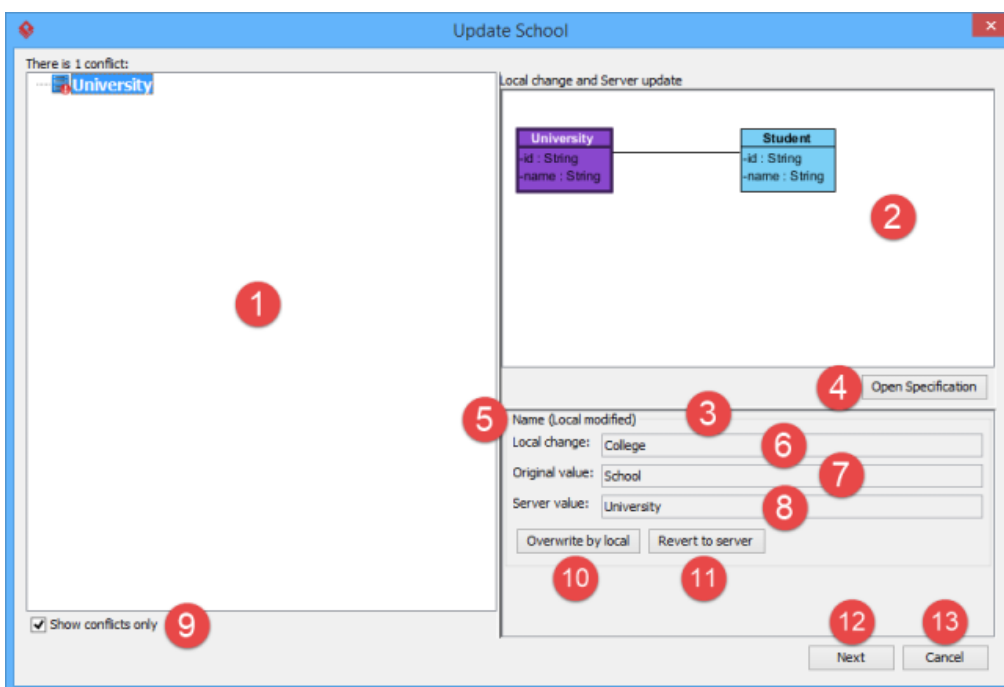 Update School
There is 1 conflict:
University
1
Show conflicts only 9
Local change and Server update
University
-id : String
-name : String
Student
-id : String
-name : String
2
4 Open Specification
5 Name (Local modified) 3
Local change: College 6
Original value: School 7
Server value: University 8
Overwrite by local Revert to server
10 11
12 13
Next Cancel